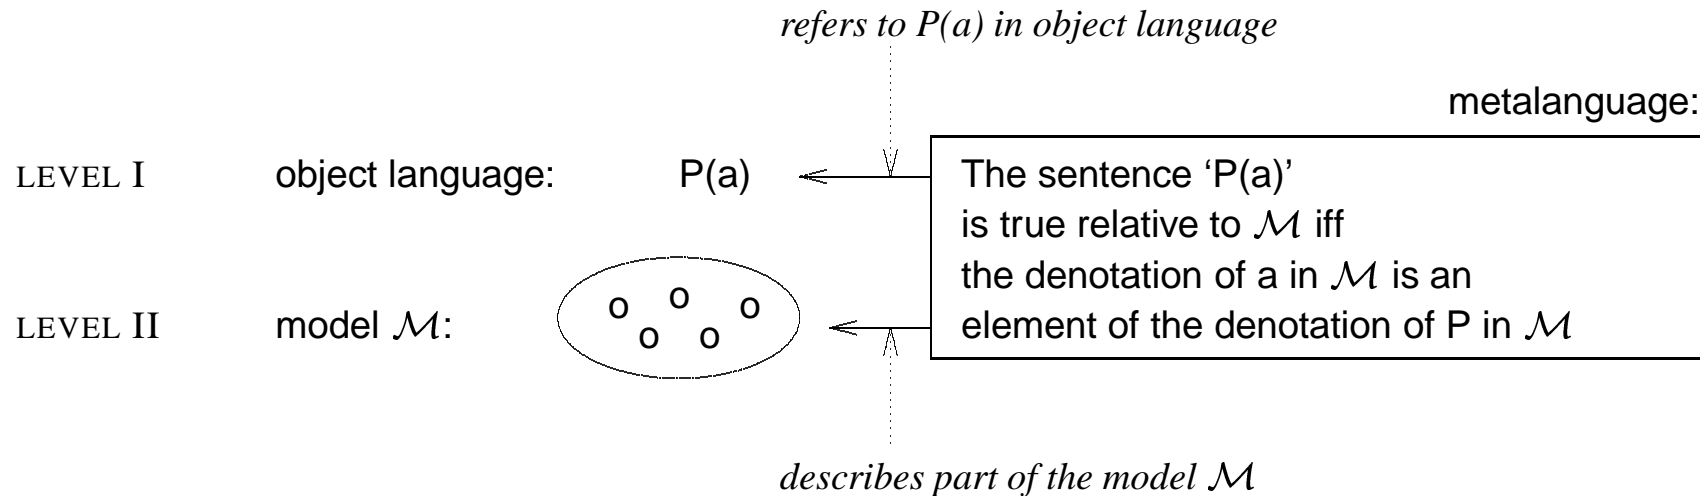 refers to P(a) in object language
metalanguage:
LEVEL I object language: P(a) The sentence ‘P(a)’
is true relative to ℳ iff
the denotation of a in ℳ is an
LEVEL II model ℳ: o o o o o element of the denotation of P in ℳ
describes part of the model ℳ